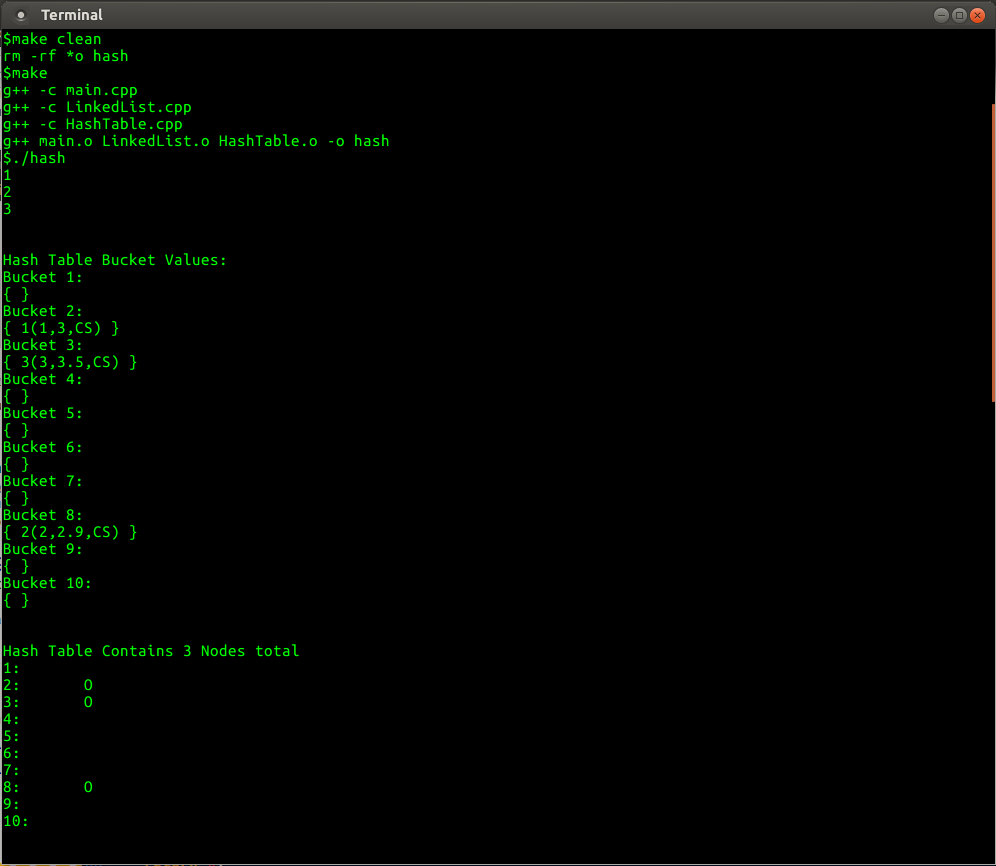 Terminal
$make clean
rm -rf *o hash
$make
g++ -c main.cpp
g++ -c LinkedList.cpp
g++ -c HashTable.cpp
g++ main.o LinkedList.o HashTable.o -o hash
$./hash
1
2
3
Hash Table Bucket Values:
Bucket 1:
{ }
Bucket 2:
{ 1(1,3,CS) }
Bucket 3:
{ 3(3,3.5,CS) }
Bucket 4:
{ }
Bucket 5:
{ }
Bucket 6:
{ }
Bucket 7:
{ }
Bucket 8:
{ 2(2,2.9,CS) }
Bucket 9:
{ }
Bucket 10:
{ }
Hash Table Contains 3 Nodes total
1:
2: O
3: O
4:
5:
6:
7:
8: O
9:
10: